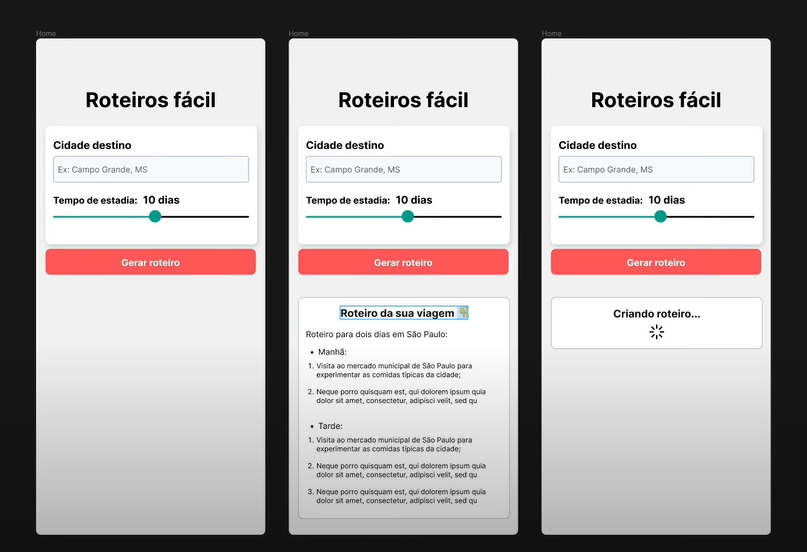 Home
Roteiros fácil
Cidade destino
Ex: Campo Grande, MS
Tempo de estadia: 10 dias
Gerar roteiro
Home
Roteiros fácil
Cidade destino
Ex: Campo Grande, MS
Tempo de estadia: 10 dias
Gerar roteiro
Roteiro da sua viagem
Roteiro para dois dias em São Paulo:
• Manhã:
1. Visita ao mercado municipal de São Paulo para
experimentar as comidas típicas da cidade;
2. Neque porro quisquam est, qui dolorem ipsum quia
dolor sit amet, consectetur, adipisci velit, sed qu
• Tarde:
1. Visita ao mercado municipal de São Paulo para
experimentar as comidas típicas da cidade;
2. Neque porro quisquam est, qui dolorem ipsum quia
dolor sit amet, consectetur, adipisci velit, sed qu
3. Neque porro quisquam est, qui dolorem ipsum quia
dolor sit amet, consectetur, adipisci velit, sed qu
Home
Roteiros fácil
Cidade destino
Ex: Campo Grande, MS
Tempo de estadia: 10 dias
Gerar roteiro
Criando roteiro...